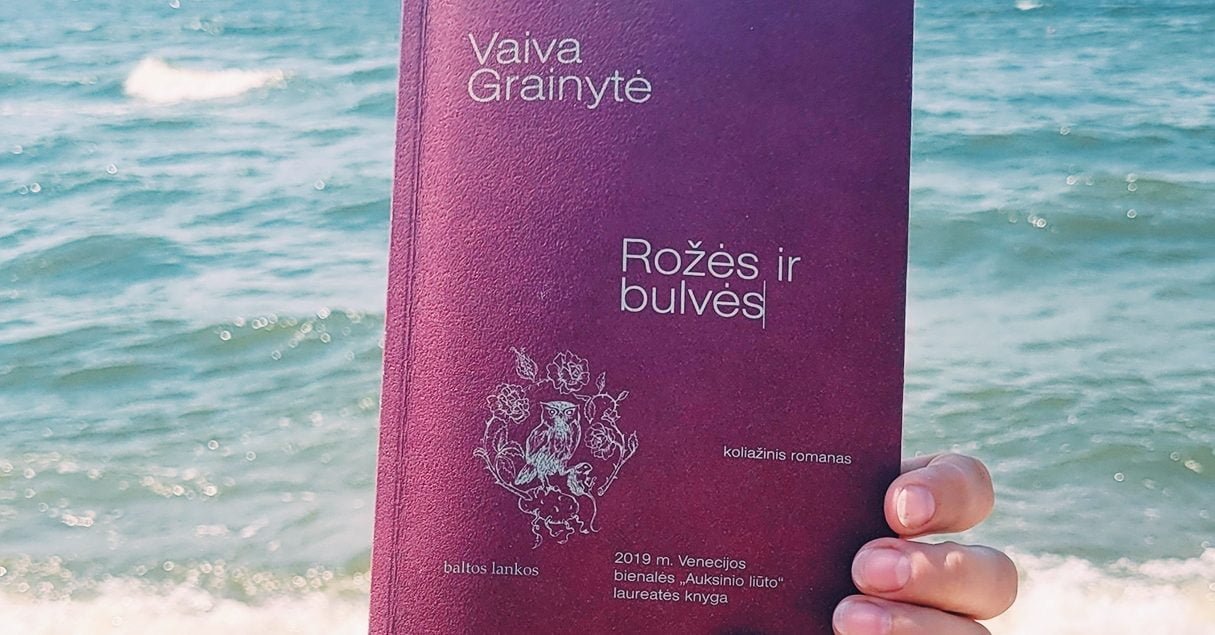 Vaiva
Grainytė
Rožės ir
bulvės
koliažinis romanas
baltos lankos
2019 m. Venecijos
bienalės „Auksinio liūto“
laureatės knyga